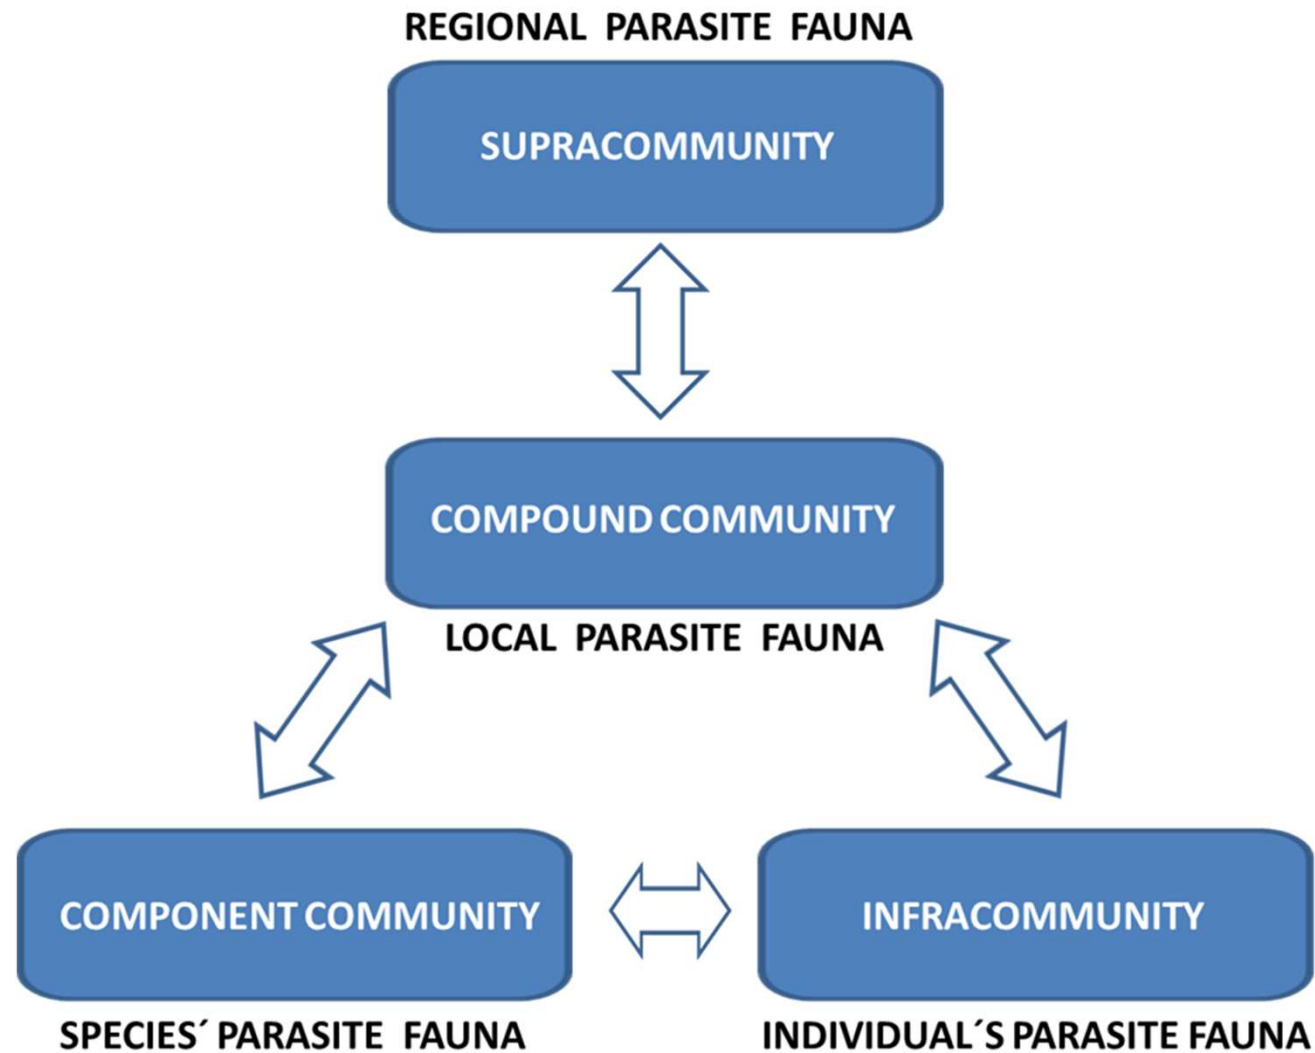 REGIONAL PARASITE FAUNA
SUPRACOMMUNITY
COMPOUND COMMUNITY
LOCAL PARASITE FAUNA
COMPONENT COMMUNITY
INFRACOMMUNITY
SPECIES´ PARASITE FAUNA
INDIVIDUAL´S PARASITE FAUNA